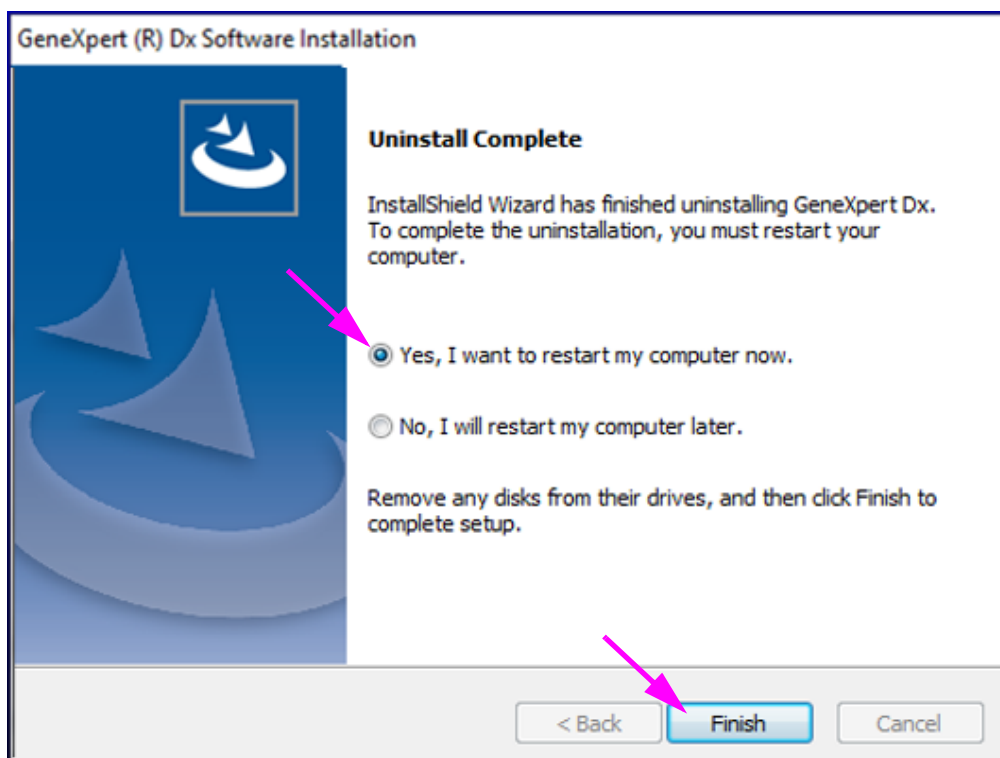 GeneXpert (R) Dx Software Installation
Uninstall Complete
InstallShield Wizard has finished uninstalling GeneXpert Dx.
To complete the uninstallation, you must restart your
computer.
Yes, I want to restart my computer now.
No, I will restart my computer later.
Remove any disks from their drives, and then click Finish to
complete setup.
< Back
Finish
Cancel